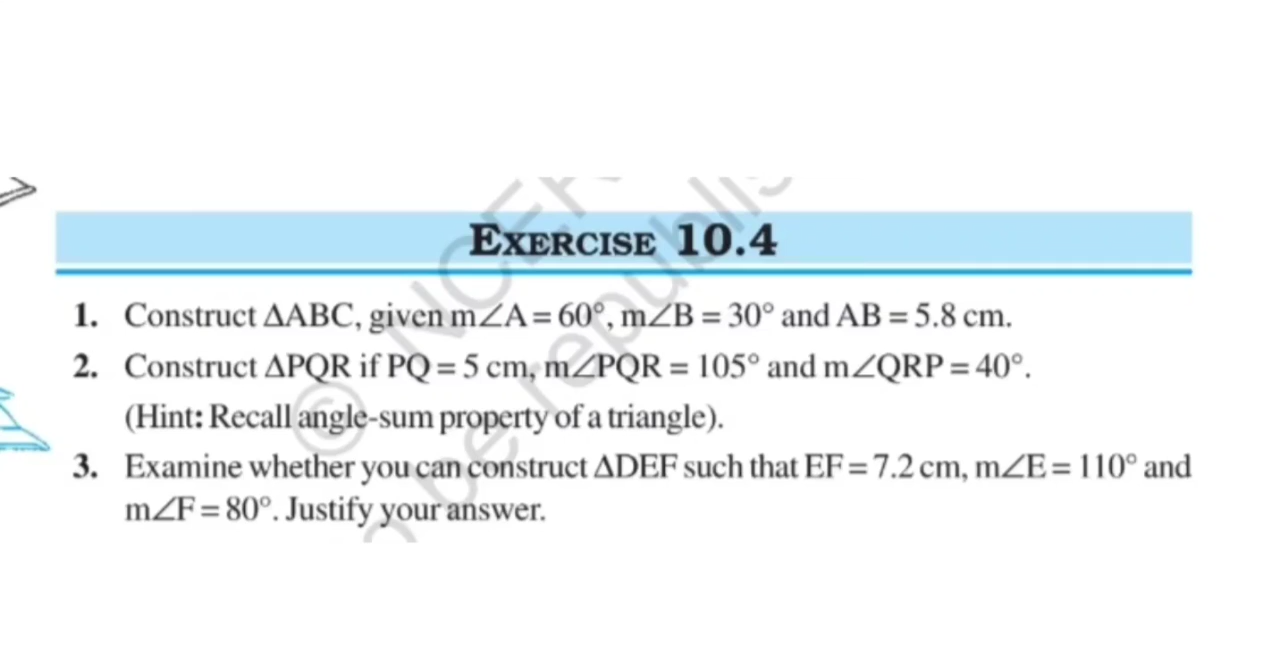 EXERCISE 10.4
1. Construct ΔABC, given m∠A = 60°, m∠B = 30° and AB = 5.8 cm.
2. Construct ΔPQR if PQ = 5 cm, m∠PQR = 105° and m∠QRP = 40°.
(Hint: Recall angle-sum property of a triangle).
3. Examine whether you can construct ΔDEF such that EF = 7.2 cm, m∠E = 110° and
m∠F = 80°. Justify your answer.